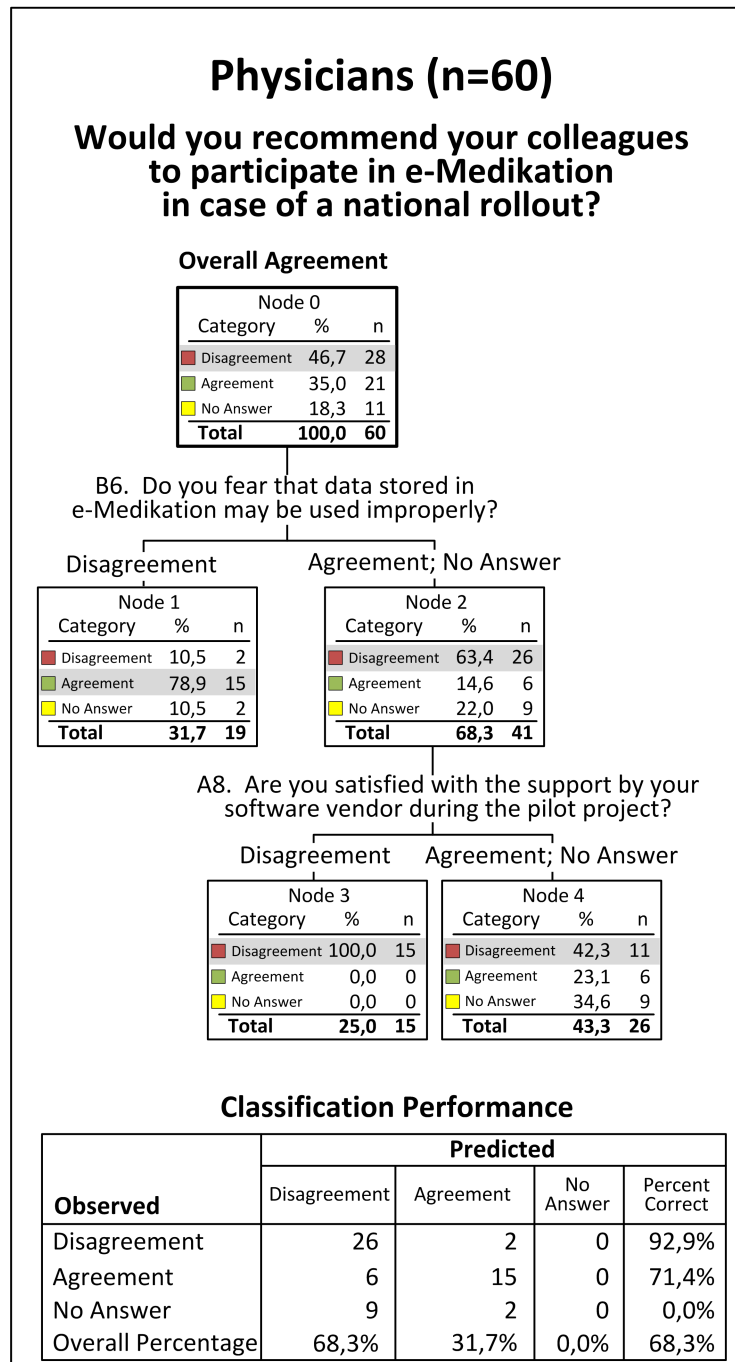 Physicians (n=60)
Would you recommend your colleagues
to participate in e-Medikation
in case of a national rollout?
Overall Agreement
Node 0
Category % n
Disagreement 46,7 28
Agreement 35,0 21
No Answer 18,3 11
Total 100,0 60
B6. Do you fear that data stored in
e-Medikation may be used improperly?
Disagreement Agreement; No Answer
Node 1
Category % n
Disagreement 10,5 2
Agreement 78,9 15
No Answer 10,5 2
Total 31,7 19
Node 2
Category % n
Disagreement 63,4 26
Agreement 14,6 6
No Answer 22,0 9
Total 68,3 41
A8. Are you satisfied with the support by your
software vendor during the pilot project?
Disagreement Agreement; No Answer
Node 3
Category % n
Disagreement 100,0 15
Agreement 0,0 0
No Answer 0,0 0
Total 25,0 15
Node 4
Category % n
Disagreement 42,3 11
Agreement 23,1 6
No Answer 34,6 9
Total 43,3 26
Classification Performance
Predicted
Observed Disagreement Agreement No Answer Percent Correct
Disagreement 26 2 0 92,9%
Agreement 6 15 0 71,4%
No Answer 9 2 0 0,0%
Overall Percentage 68,3% 31,7% 0,0% 68,3%